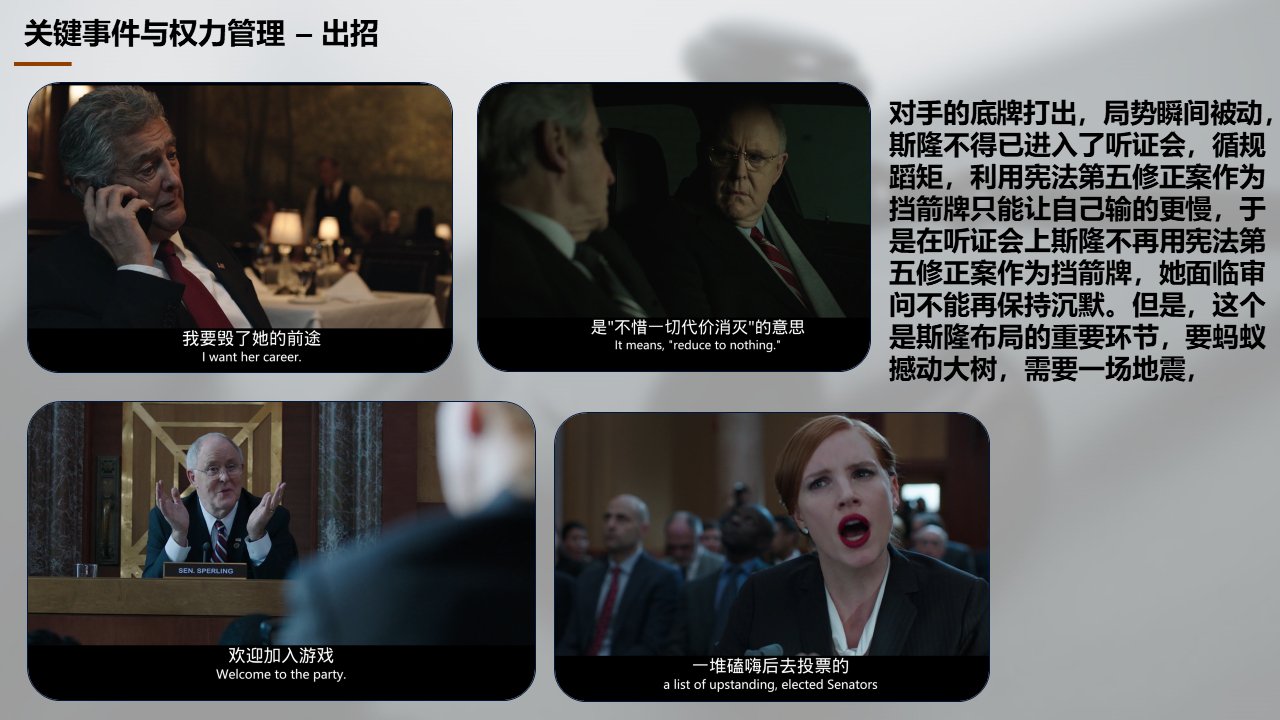 关键事件与权力管理 – 出招
对手的底牌打出，局势瞬间被动，
斯隆不得已进入了听证会，循规
蹈矩，利用宪法第五修正案作为
挡箭牌只能让自己输的更慢，于
是在听证会上斯隆不再用宪法第
五修正案作为挡箭牌，她面临审
问不能再保持沉默。但是，这个
是斯隆布局的重要环节，要蚂蚁
撼动大树，需要一场地震，
我要毁了她的前途
I want her career.
是"不惜一切代价消灭"的意思
It means, "reduce to nothing."
SEN. SPERLING
欢迎加入游戏
Welcome to the party.
一堆磕嗨后去投票的
a list of upstanding, elected Senators